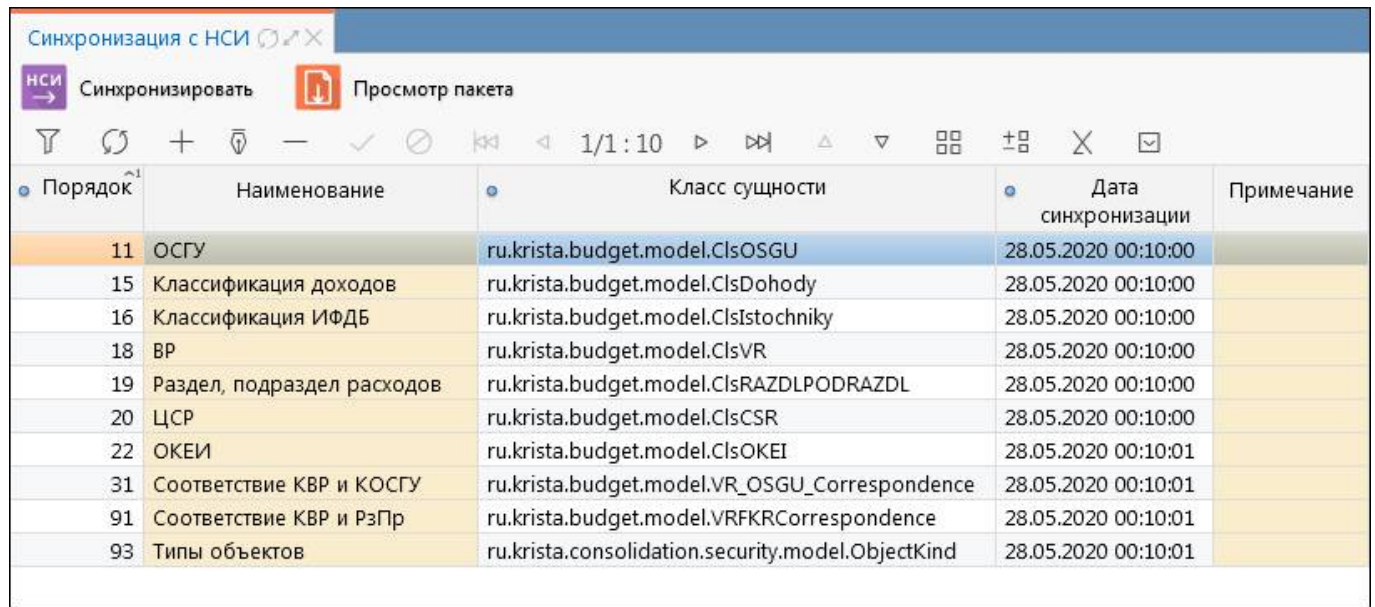 Синхронизация с НСИ
НСИ Синхронизировать Просмотр пакета
1/1 : 10
Порядок 1 Наименование Класс сущности Дата синхронизации Примечание
11 ОСГУ ru.krista.budget.model.ClsOSGU 28.05.2020 00:10:00
15 Классификация доходов ru.krista.budget.model.ClsDohody 28.05.2020 00:10:00
16 Классификация ИФДБ ru.krista.budget.model.ClsIstochniky 28.05.2020 00:10:00
18 ВР ru.krista.budget.model.ClsVR 28.05.2020 00:10:00
19 Раздел, подраздел расходов ru.krista.budget.model.ClsRAZDLPODRAZDL 28.05.2020 00:10:00
20 ЦСР ru.krista.budget.model.ClsCSR 28.05.2020 00:10:00
22 ОКЕИ ru.krista.budget.model.ClsOKEI 28.05.2020 00:10:01
31 Соответствие КВР и КОСГУ ru.krista.budget.model.VR_OSGU_Correspondence 28.05.2020 00:10:01
91 Соответствие КВР и РзПр ru.krista.budget.model.VRFKRCorrespondence 28.05.2020 00:10:01
93 Типы объектов ru.krista.consolidation.security.model.ObjectKind 28.05.2020 00:10:01